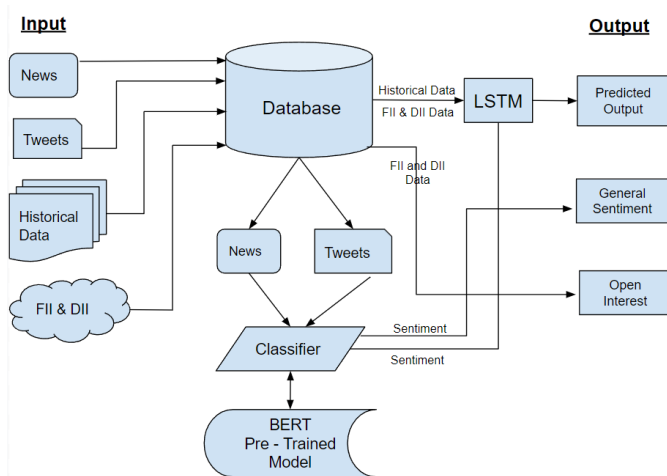 Input
Output
News
Tweets
Historical
Data
FII & DII
Database
Historical Data
FII & DII Data
LSTM
Predicted
Output
FII and DII
Data
General
Sentiment
Open
Interest
News
Tweets
Classifier
Sentiment
Sentiment
BERT
Pre - Trained
Model